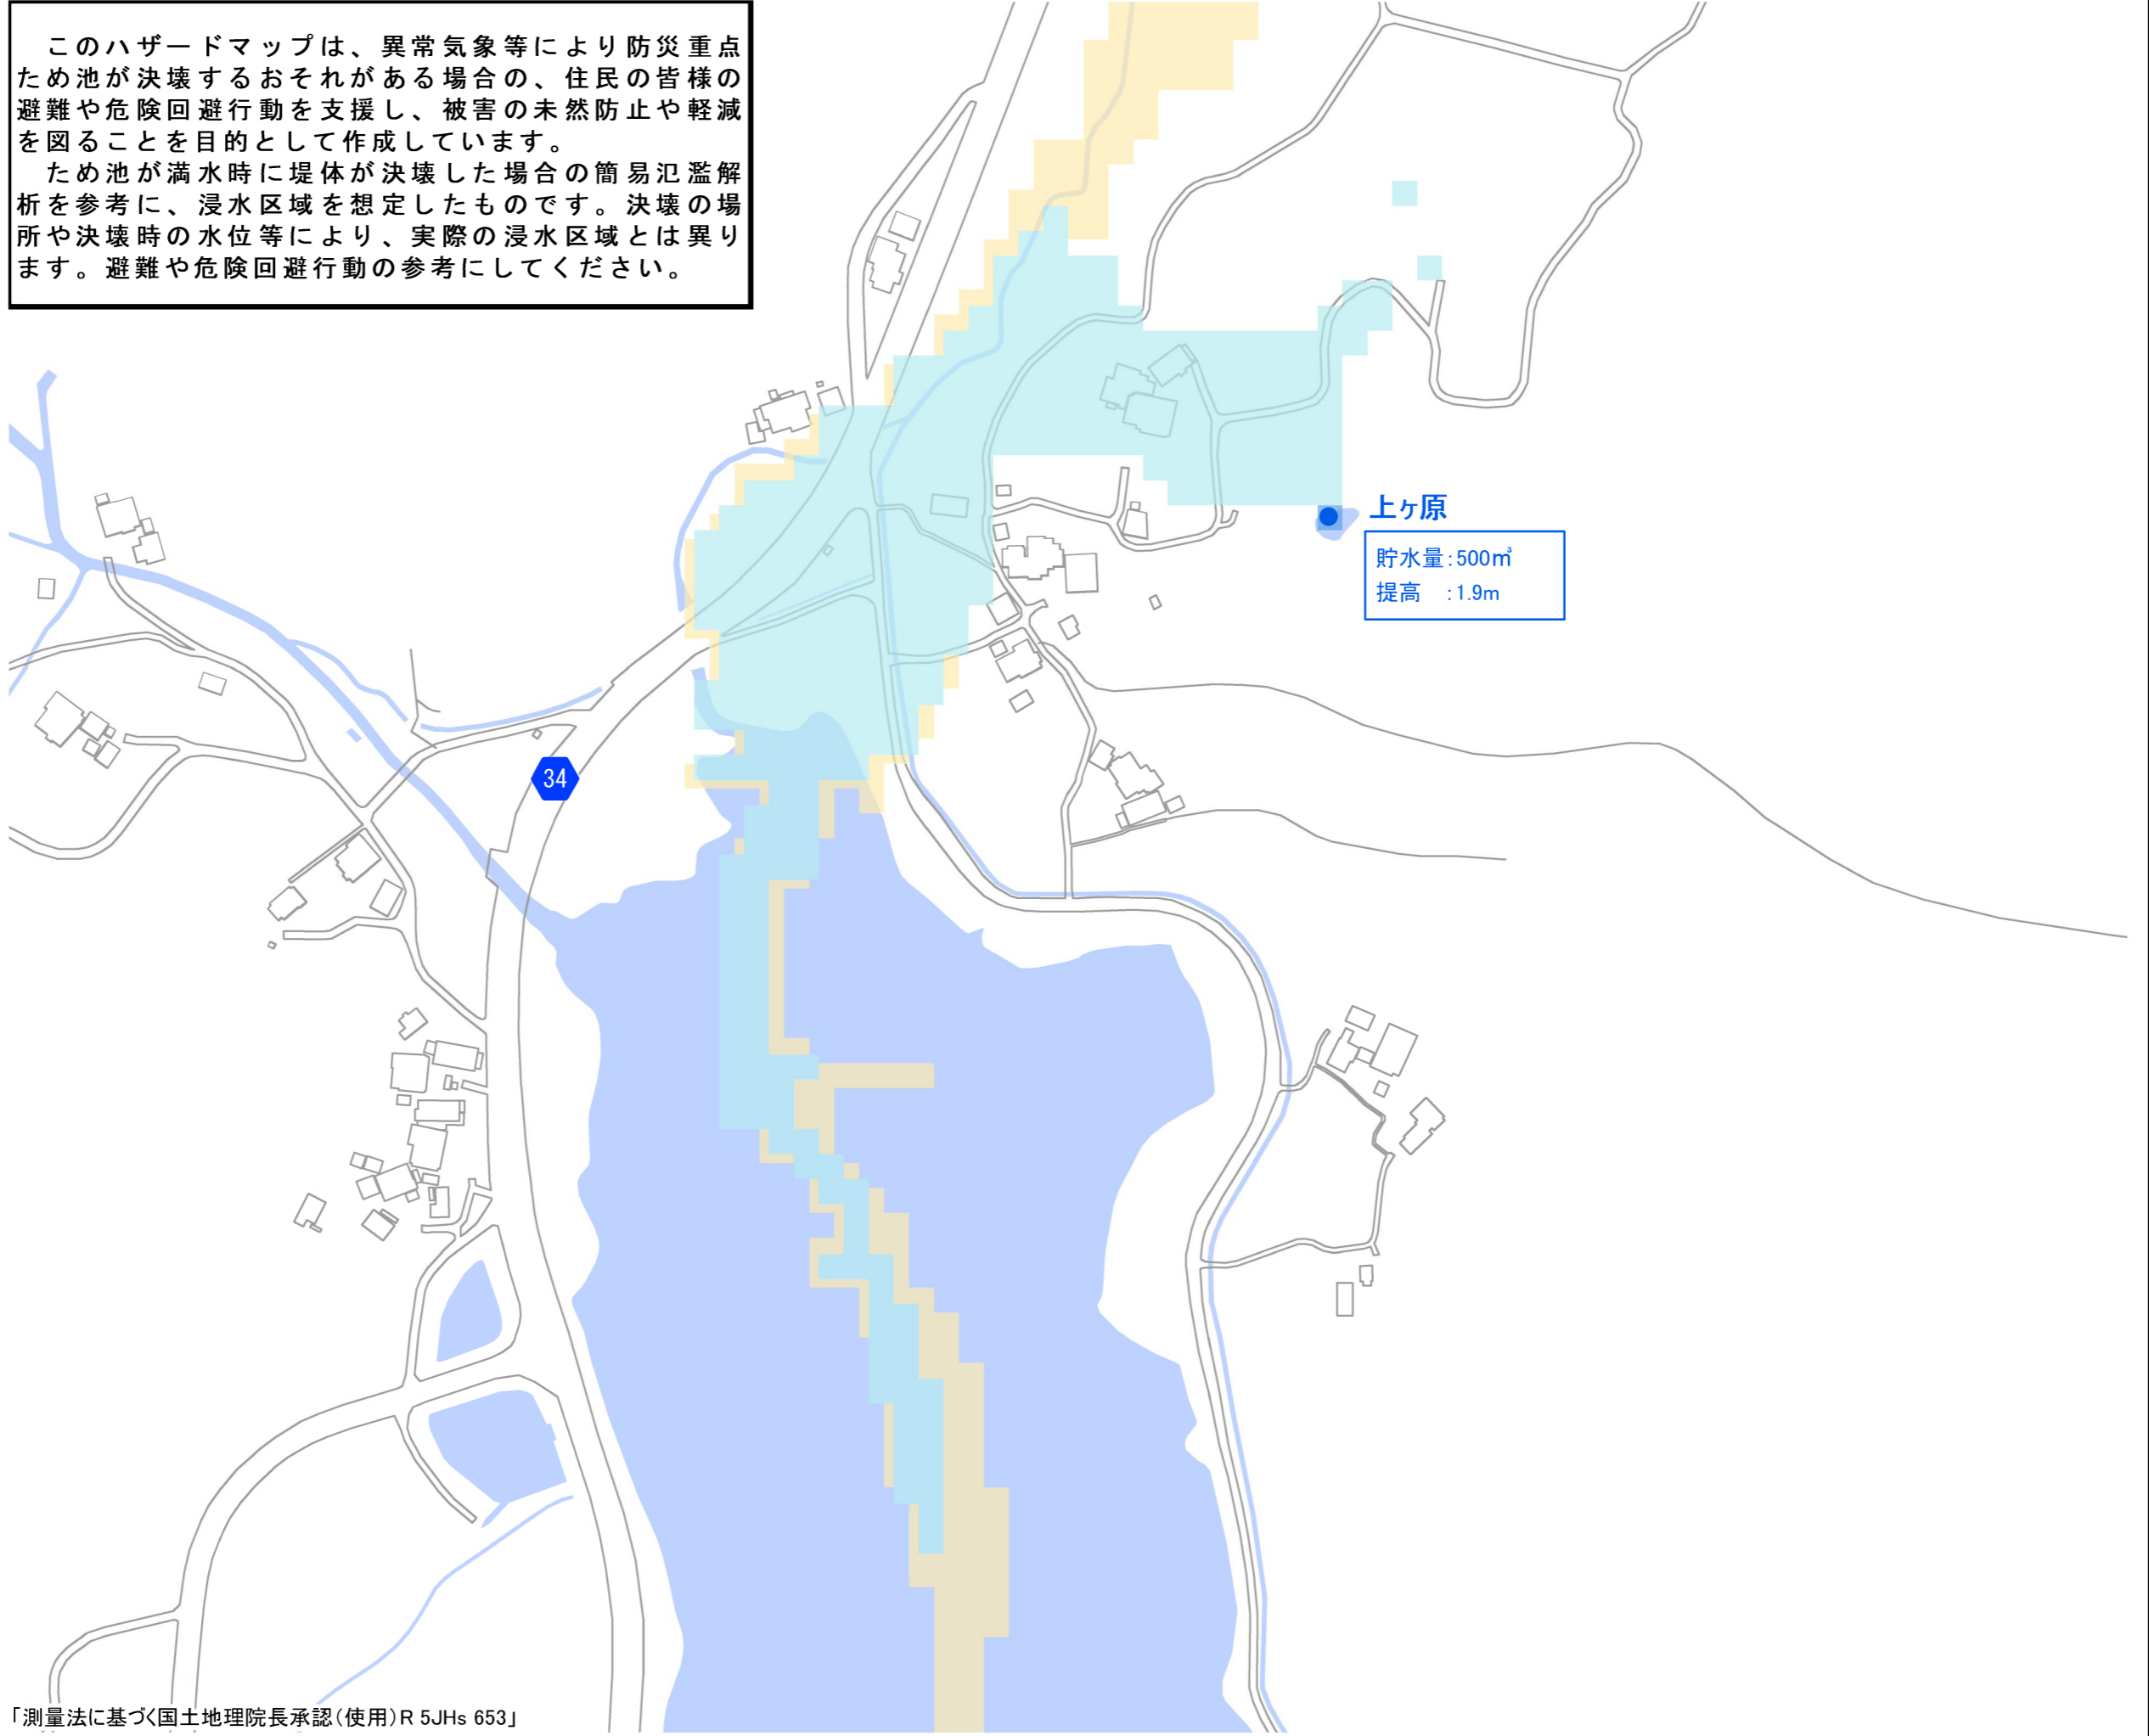 このハザードマップは、異常気象等により防災重点
ため池が決壊するおそれがある場合の、住民の皆様の
避難や危険回避行動を支援し、被害の未然防止や軽減
を図ることを目的として作成しています。
ため池が満水時に堤体が決壊した場合の簡易氾濫解
析を参考に、浸水区域を想定したものです。決壊の場
所や決壊時の水位等により、実際の浸水区域とは異り
ます。避難や危険回避行動の参考にしてください。
上ヶ原
貯水量:500㎥
提高　:1.9m
34
「測量法に基づく国土地理院長承認(使用)R 5JHs 653」